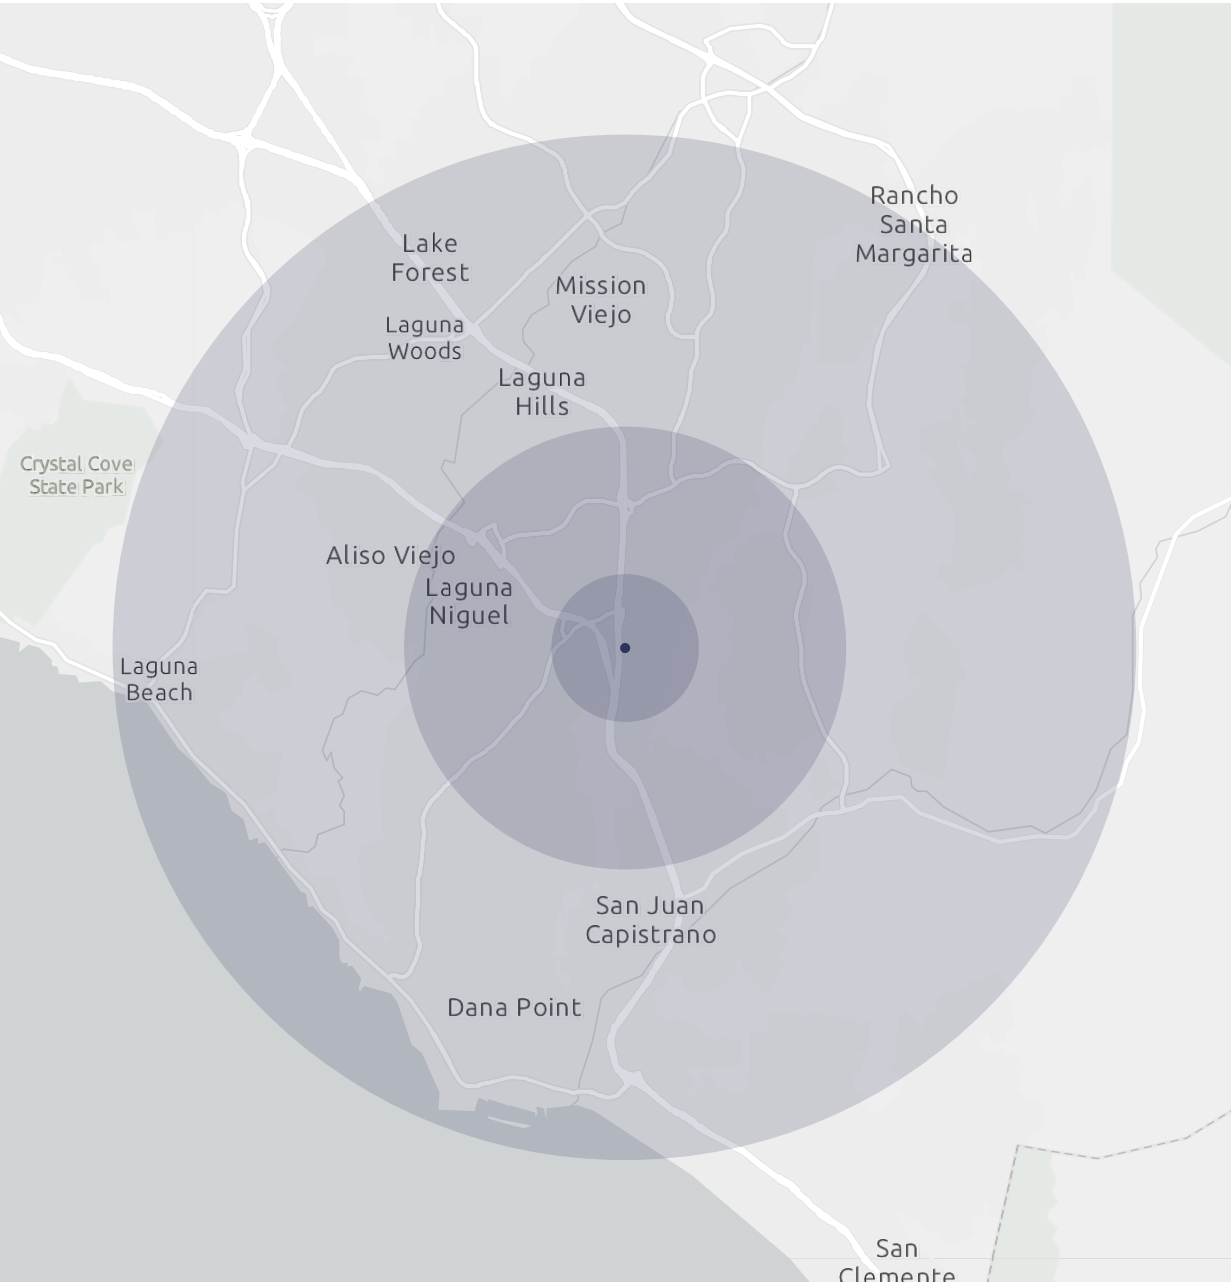 Rancho
Santa
Margarita
Lake
Forest
Mission
Viejo
Laguna
Woods
Laguna
Hills
Crystal Cove
State Park
Aliso Viejo
Laguna
Niguel
Laguna
Beach
San Juan
Capistrano
Dana Point
San
Clemente